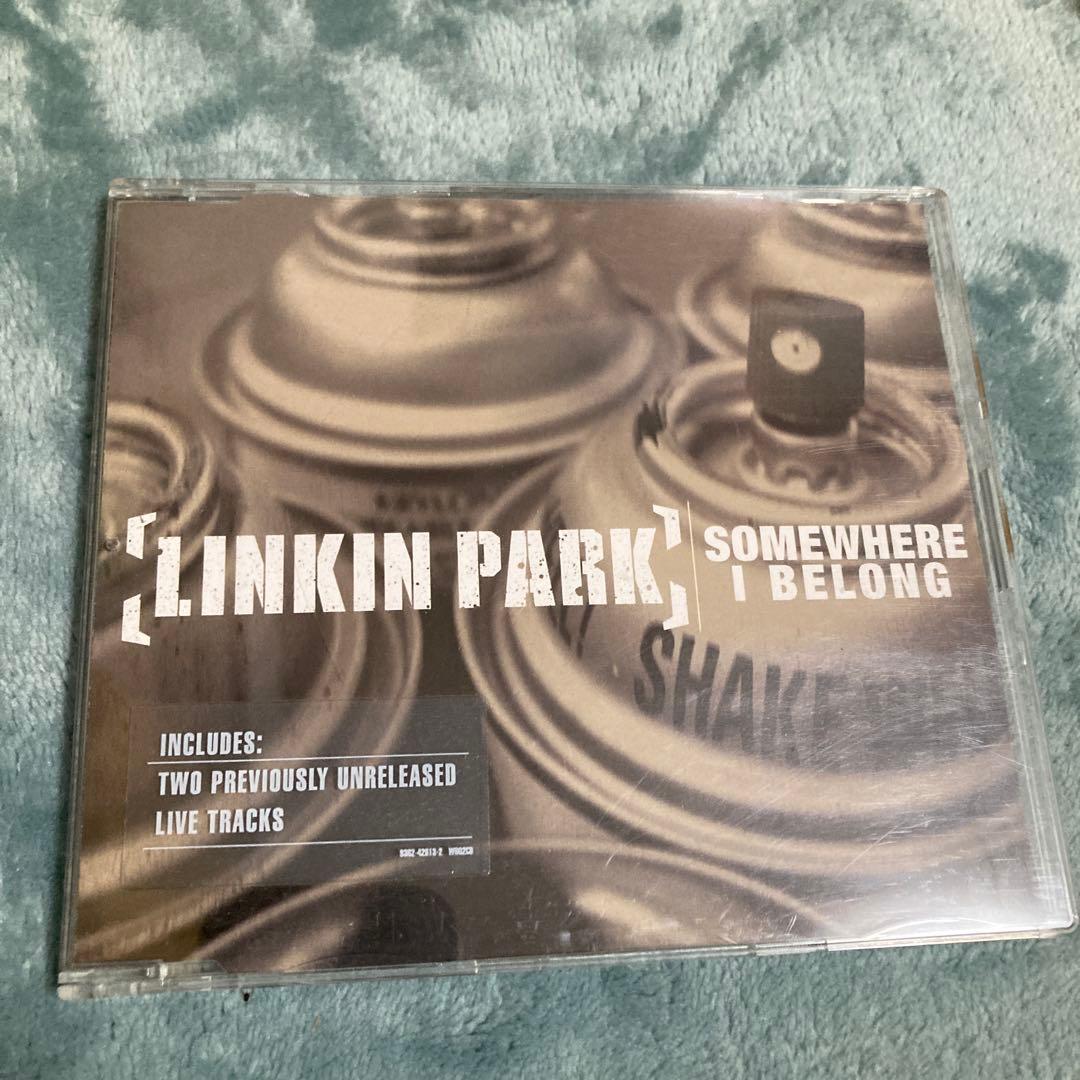 [LINKIN PARK]
SOMEWHERE
I BELONG
SHAKE
INCLUDES:
TWO PREVIOUSLY UNRELEASED
LIVE TRACKS